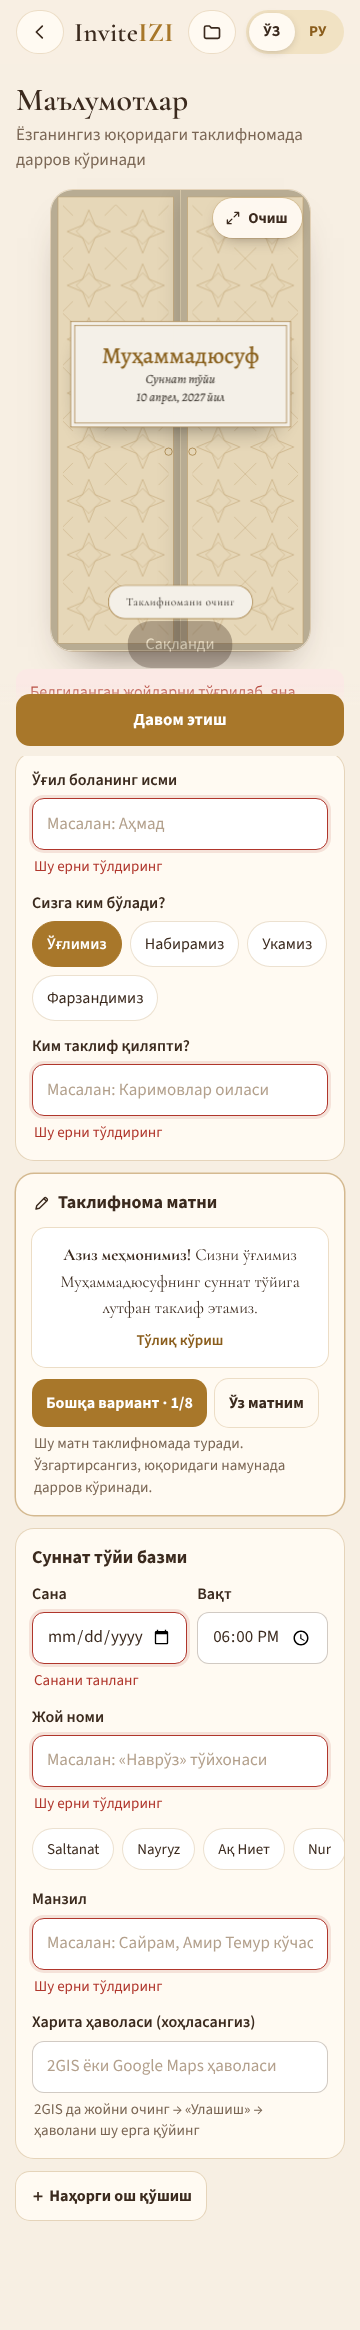 InviteIZI
ЎЗ
РУ
Маълумотлар
Ёзганингиз юқоридаги таклифномада
дарров кўринади
Очиш
Муҳаммадюсуф
Суннат тўйи
10 апрел, 2027 йил
Таклифномани очинг
Сақланди
Белгиланган жойларни тўғрилаб, яна
Давом этиш
Ўғил боланинг исми
Масалан: Аҳмад
Шу ерни тўлдиринг
Сизга ким бўлади?
Ўғлимиз
Набирамиз
Укамиз
Фарзандимиз
Ким таклиф қиляпти?
Масалан: Каримовлар оиласи
Шу ерни тўлдиринг
Таклифнома матни
Азиз меҳмонимиз! Сизни ўғлимиз
Муҳаммадюсуфнинг суннат тўйига
лутфан таклиф этамиз.
Тўлиқ кўриш
Бошқа вариант · 1/8
Ўз матним
Шу матн таклифномада туради.
Ўзгартирсангиз, юқоридаги намунада
дарров кўринади.
Суннат тўйи базми
Сана
Вақт
mm/dd/yyyy
06:00 PM
Санани танланг
Жой номи
Масалан: «Наврўз» тўйхонаси
Шу ерни тўлдиринг
Saltanat
Nayryz
Ақ Ниет
Nur
Манзил
Масалан: Сайрам, Амир Темур кўчас
Шу ерни тўлдиринг
Харита ҳаволаси (хоҳласангиз)
2GIS ёки Google Maps ҳаволаси
2GIS да жойни очинг → «Улашиш» →
ҳаволани шу ерга қўйинг
+ Наҳорги ош қўшиш